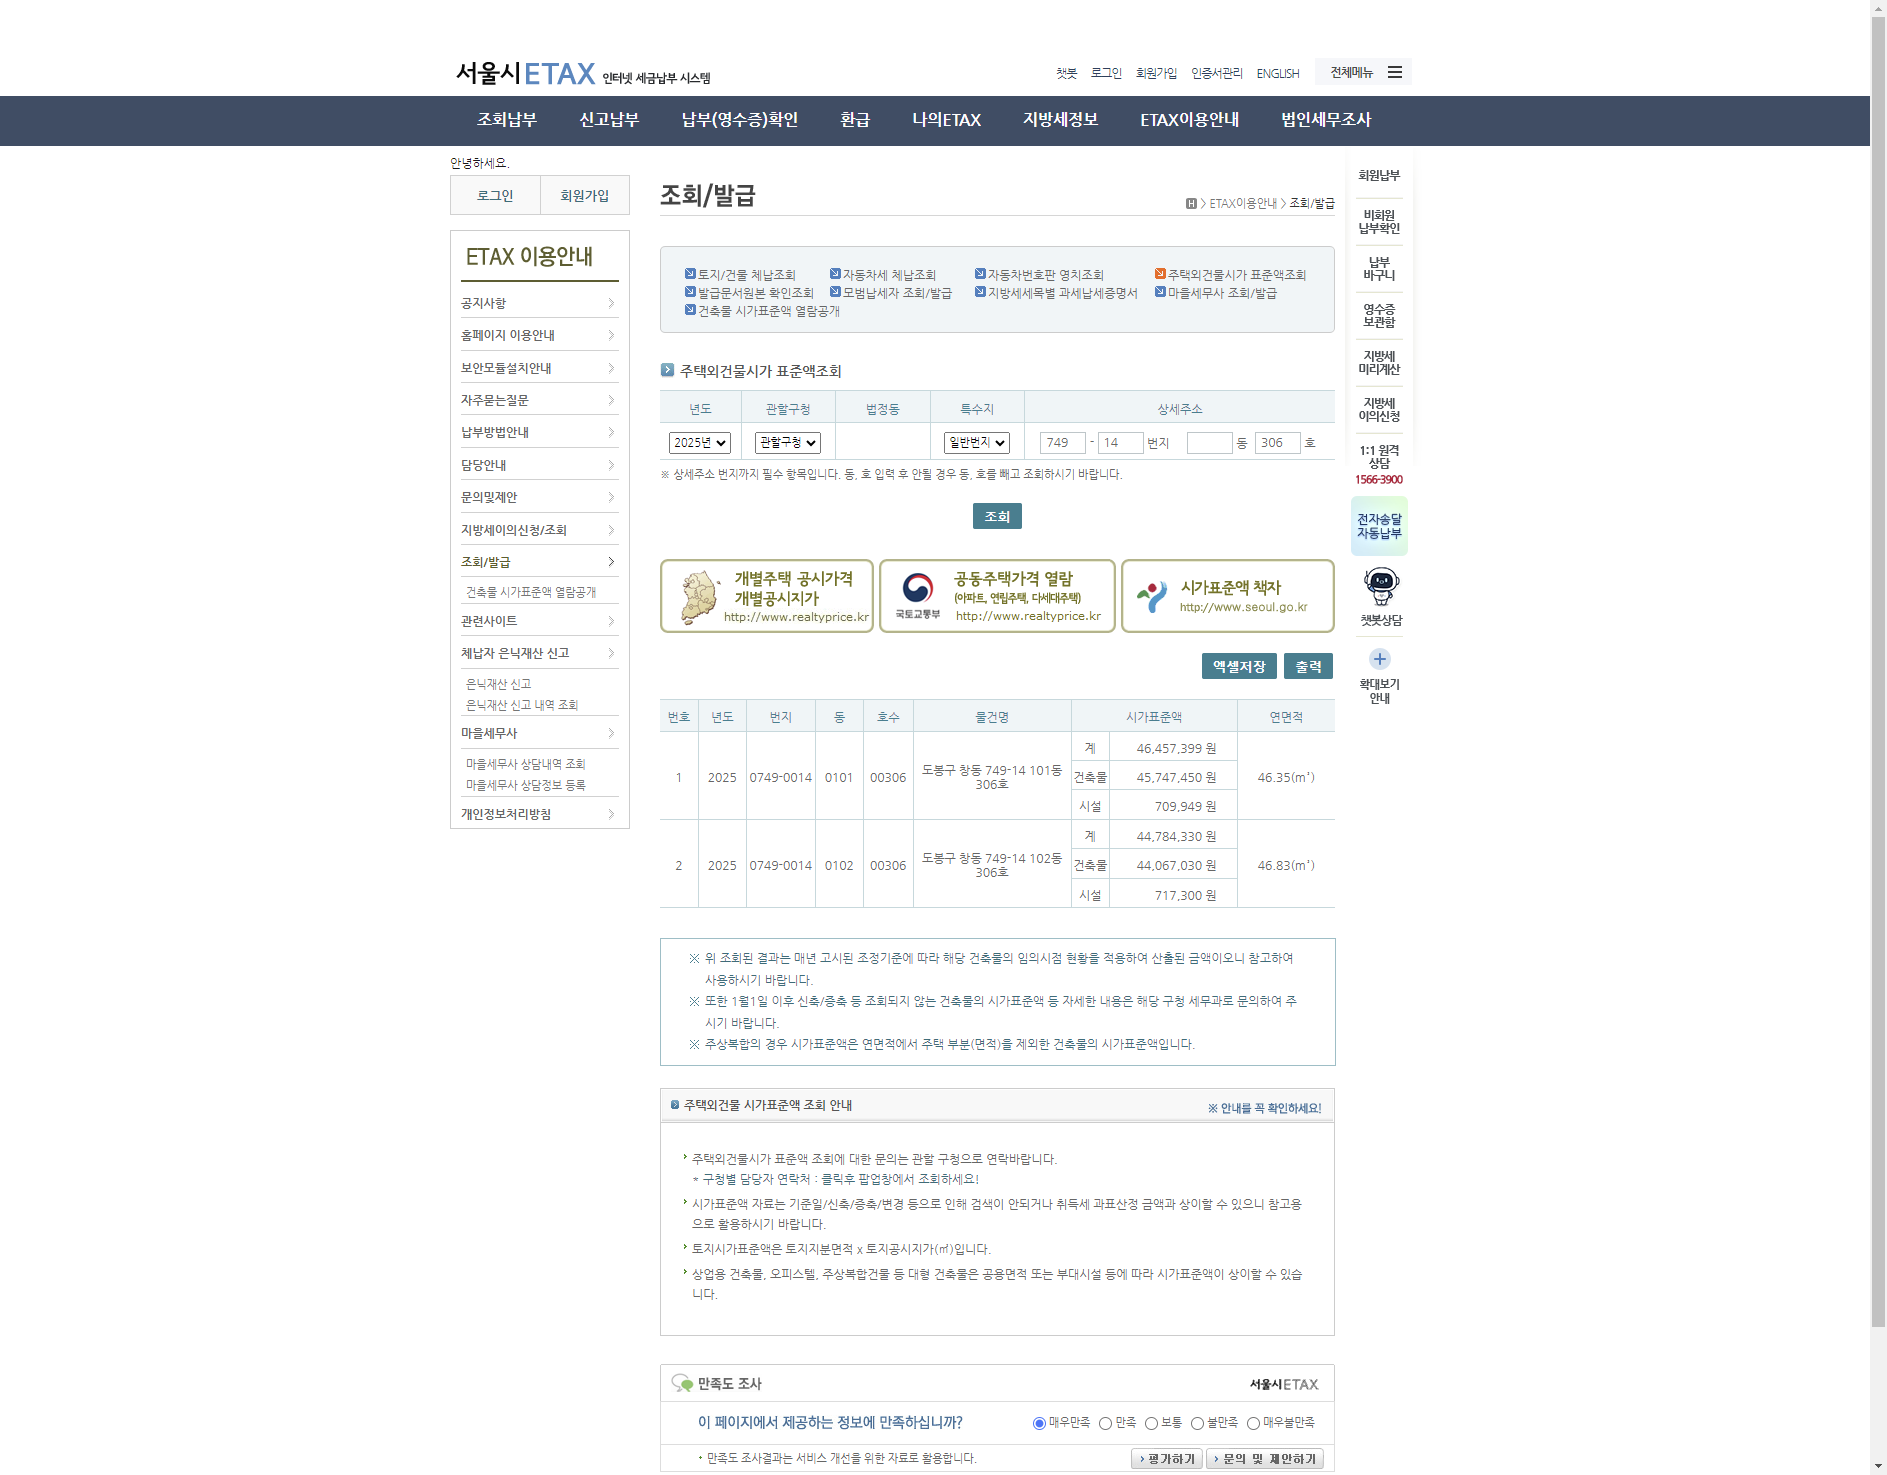 서울시ETAX 인터넷 세금납부 시스템
챗봇 로그인 회원가입 인증서관리 ENGLISH 전체메뉴
조회납부 신고납부 납부(영수증)확인 환급 나의ETAX 지방세정보 ETAX이용안내 법인세무조사
안녕하세요.
로그인 회원가입
ETAX 이용안내
공지사항
홈페이지 이용안내
보안모듈설치안내
자주묻는질문
납부방법안내
담당안내
문의및제안
지방세이의신청/조회
조회/발급
건축물 시가표준액 열람공개
관련사이트
체납자 은닉재산 신고
은닉재산 신고
은닉재산 신고 내역 조회
마을세무사
마을세무사 상담내역 조회
마을세무사 상담정보 등록
개인정보처리방침
조회/발급
H > ETAX이용안내 > 조회/발급
토지/건물 체납조회 자동차세 체납조회 자동차번호판 영치조회 주택외건물시가 표준액조회
발급문서원본 확인조회 모범납세자 조회/발급 지방세세목별 과세납세증명서 마을세무사 조회/발급
건축물 시가표준액 열람공개
주택외건물시가 표준액조회
년도 관할구청 법정동 특수지 상세주소
2025년 관할구청 일반번지 749 - 14 번지 동 306 호
※ 상세주소 번지까지 필수 항목입니다. 동, 호 입력 후 안될 경우 동, 호를 빼고 조회하시기 바랍니다.
조회
개별주택 공시가격
개별공시지가
http://www.realtyprice.kr
국토교통부
공동주택가격 열람
(아파트, 연립주택, 다세대주택)
http://www.realtyprice.kr
시가표준액 책자
http://www.seoul.go.kr
엑셀저장 출력
번호 년도 번지 동 호수 물건명 시가표준액 연면적
1 2025 0749-0014 0101 00306 도봉구 창동 749-14 101동
306호
계 46,457,399 원
건축물 45,747,450 원
시설 709,949 원
46.35(m²)
2 2025 0749-0014 0102 00306 도봉구 창동 749-14 102동
306호
계 44,784,330 원
건축물 44,067,030 원
시설 717,300 원
46.83(m²)
※ 위 조회된 결과는 매년 고시된 조정기준에 따라 해당 건축물의 임의시점 현황을 적용하여 산출된 금액이오니 참고하여
사용하시기 바랍니다.
※ 또한 1월1일 이후 신축/증축 등 조회되지 않는 건축물의 시가표준액 등 자세한 내용은 해당 구청 세무과로 문의하여 주
시기 바랍니다.
※ 주상복합의 경우 시가표준액은 연면적에서 주택 부분(면적)을 제외한 건축물의 시가표준액입니다.
주택외건물 시가표준액 조회 안내
※ 안내를 꼭 확인하세요!
주택외건물시가 표준액 조회에 대한 문의는 관할 구청으로 연락바랍니다.
* 구청별 담당자 연락처 : 클릭후 팝업창에서 조회하세요!
시가표준액 자료는 기준일/신축/증축/변경 등으로 인해 검색이 안되거나 취득세 과표산정 금액과 상이할 수 있으니 참고용
으로 활용하시기 바랍니다.
토지시가표준액은 토지지분면적 x 토지공시지가(㎡)입니다.
상업용 건축물, 오피스텔, 주상복합건물 등 대형 건축물은 공용면적 또는 부대시설 등에 따라 시가표준액이 상이할 수 있습
니다.
만족도 조사
서울시ETAX
이 페이지에서 제공하는 정보에 만족하십니까?
매우만족 만족 보통 불만족 매우불만족
만족도 조사결과는 서비스 개선을 위한 자료로 활용합니다.
평가하기 문의 및 제안하기
회원납부
비회원
납부확인
납부
바구니
영수증
보관함
지방세
미리계산
지방세
이의신청
1:1 원격
상담
1566-3900
전자송달
자동납부
챗봇상담
확대보기
안내